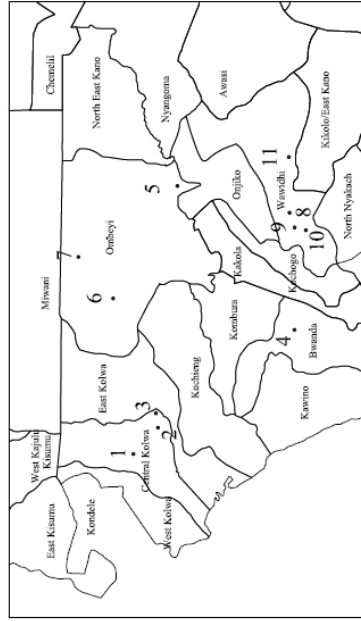 East Kisumu
West Kajulu
Kisumu
Miwani
Chemelil
Kondele
East Kolwa
Ombeyi
North East Kano
7
6
1
Central Kolwa
West Kolwa
2
3
5
Nyangoma
Kochieng
Kombura
Kakola
Onjiko
Awasi
Kawino
Bwanda
4
Kochogo
9
10
8
Wawidhi
11
North Nyakach
Kikolo/East Kano